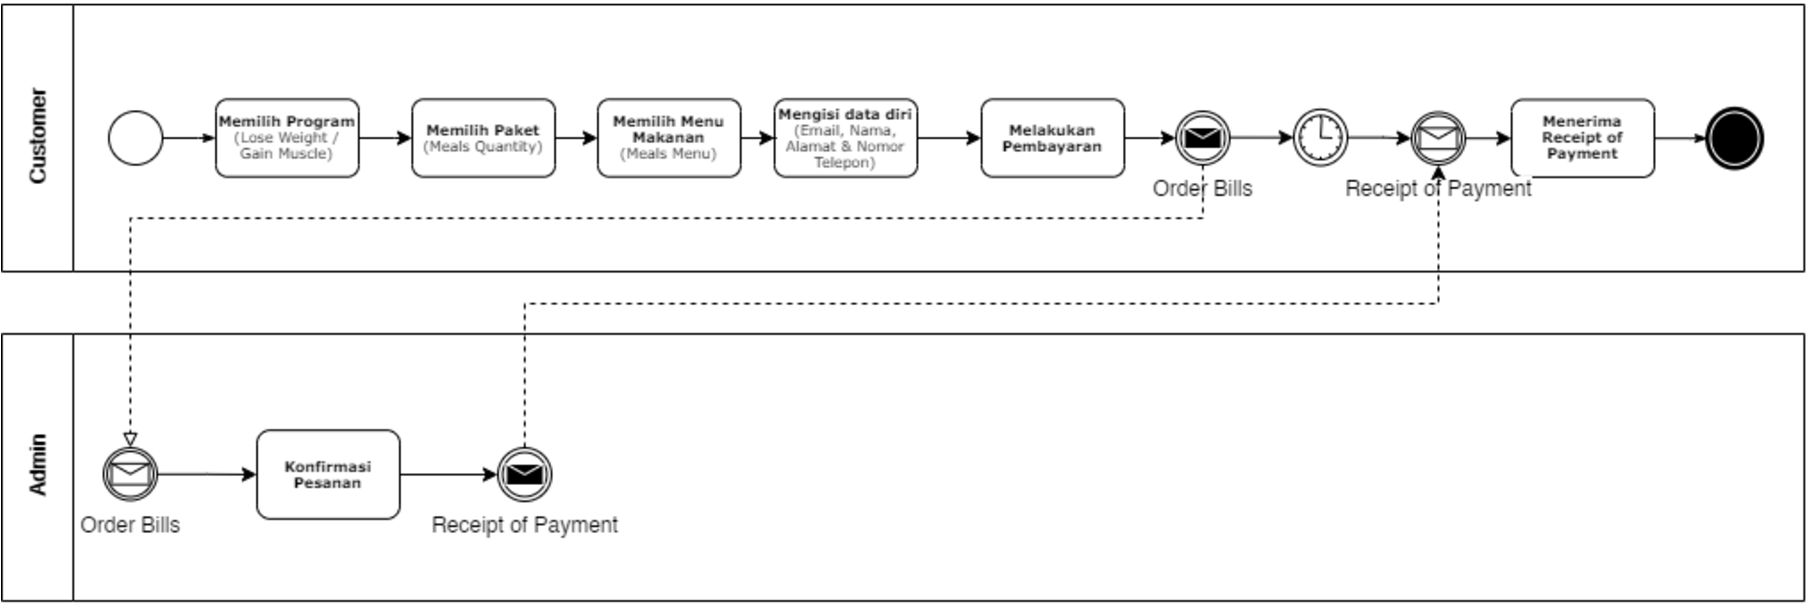 Customer
Memilih Program
(Lose Weight /
Gain Muscle)
Memilih Paket
(Meals Quantity)
Memilih Menu
Makanan
(Meals Menu)
Mengisi data diri
(Email, Nama,
Alamat & Nomor
Telepon)
Melakukan
Pembayaran
Order Bills
Receipt of Payment
Menerima
Receipt of
Payment
Admin
Order Bills
Konfirmasi
Pesanan
Receipt of Payment